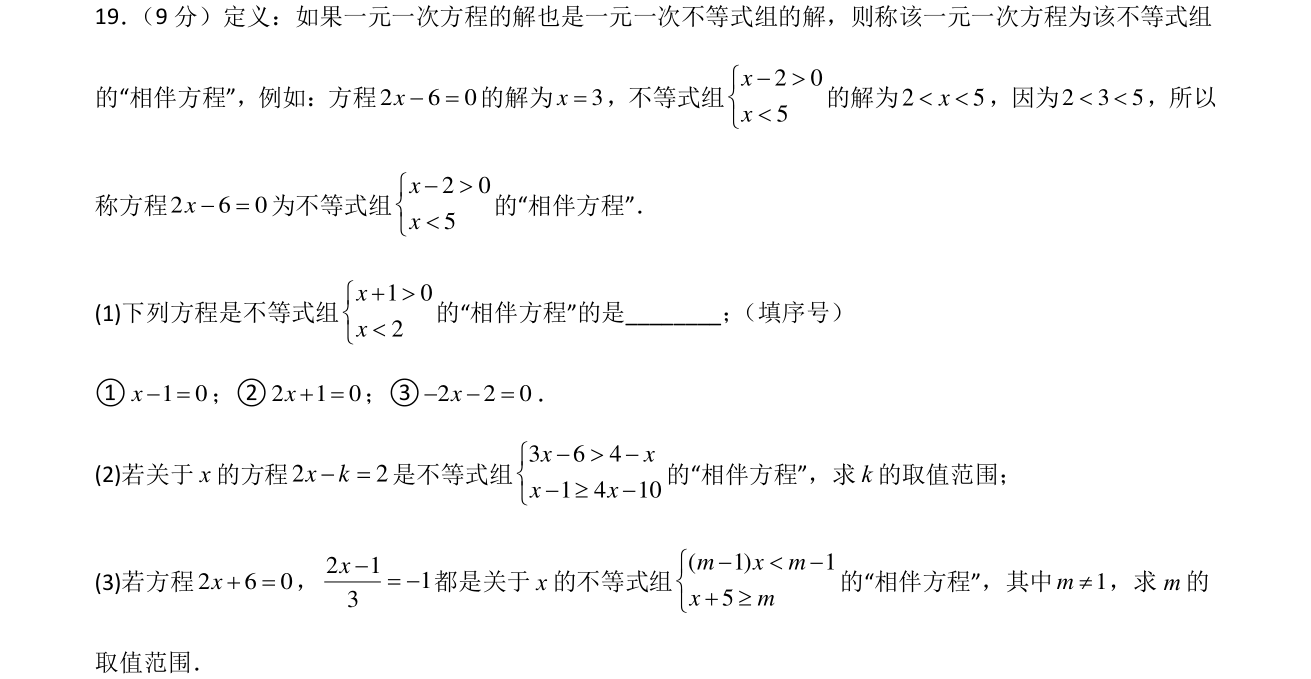 19.（9 分）定义：如果一元一次方程的解也是一元一次不等式组的解，则称该一元一次方程为该不等式组
的“相伴方程”，例如：方程2x－6＝0的解为x＝3，不等式组{x－2＞0 x＜5的解为2＜x＜5，因为2＜3＜5，所以
称方程2x－6＝0为不等式组{x－2＞0 x＜5的“相伴方程”．
(1)下列方程是不等式组{x+1＞0 x＜2的“相伴方程”的是________；（填序号）
① x－1＝0；② 2x+1＝0；③－2x－2＝0．
(2)若关于 x 的方程2x－k＝2是不等式组{3x－6＞4－x x－1≥4x－10的“相伴方程”，求 k 的取值范围；
(3)若方程2x+6＝0，(2x－1)/3＝－1都是关于 x 的不等式组{(m－1)x＜m－1 x+5≥m的“相伴方程”，其中m≠1，求 m 的
取值范围．